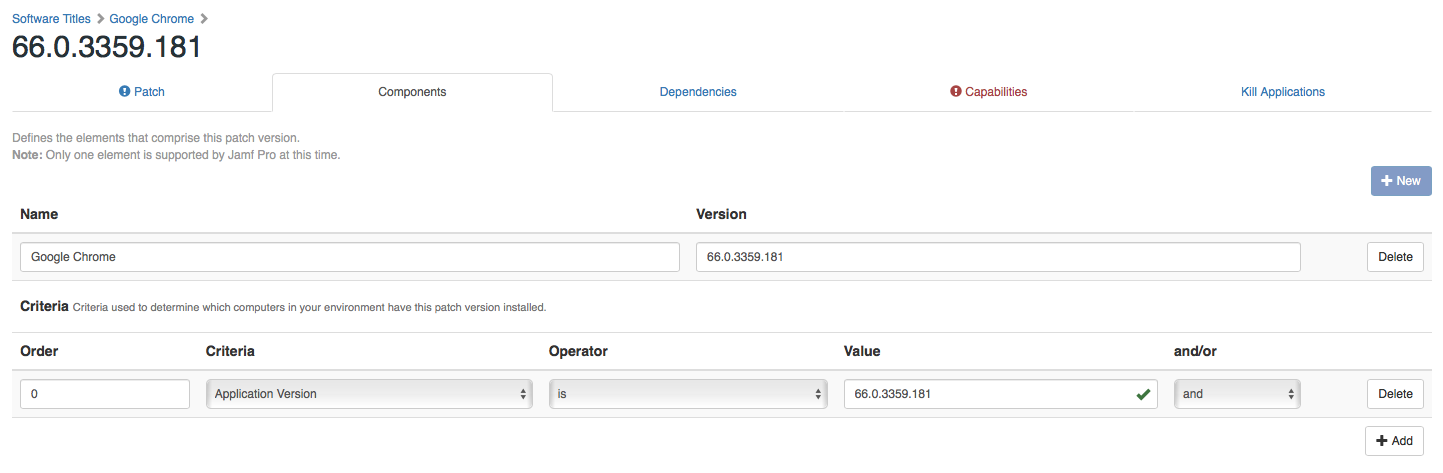 Software Titles > Google Chrome >
66.0.3359.181
Patch Components Dependencies Capabilities Kill Applications
Defines the elements that comprise this patch version.
Note: Only one element is supported by Jamf Pro at this time.
+ New
Name Version
Google Chrome 66.0.3359.181 Delete
Criteria Criteria used to determine which computers in your environment have this patch version installed.
Order Criteria Operator Value and/or
0 Application Version is 66.0.3359.181 and Delete
+ Add